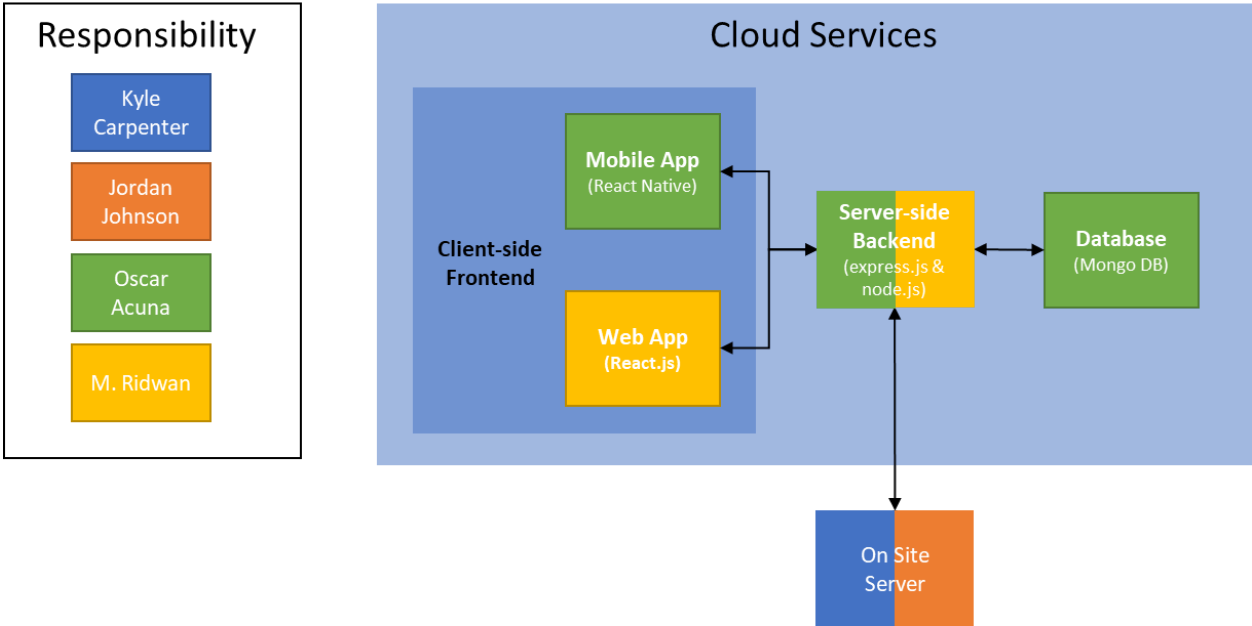 Responsibility
Kyle
Carpenter
Jordan
Johnson
Oscar
Acuna
M. Ridwan
Cloud Services
Client-side
Frontend
Mobile App
(React Native)
Web App
(React.js)
Server-side
Backend
(express.js &
node.js)
Database
(Mongo DB)
On Site
Server